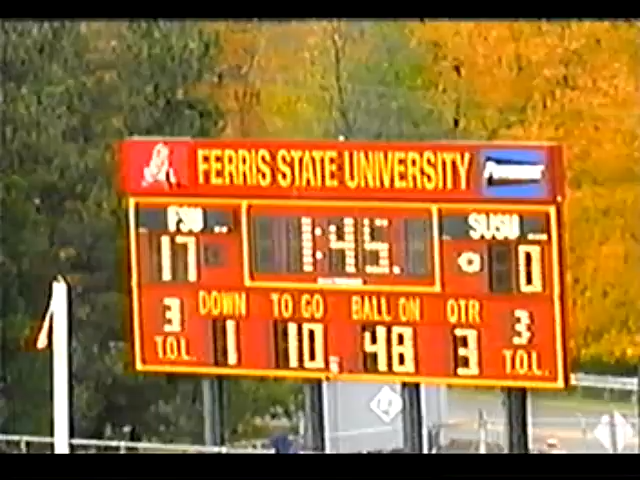 FERRIS STATE UNIVERSITY
FSU 1:45 SVSU
17 0
DOWN TO GO BALL ON QTR
3 1 10 48 3 3
T.O.L. T.O.L.